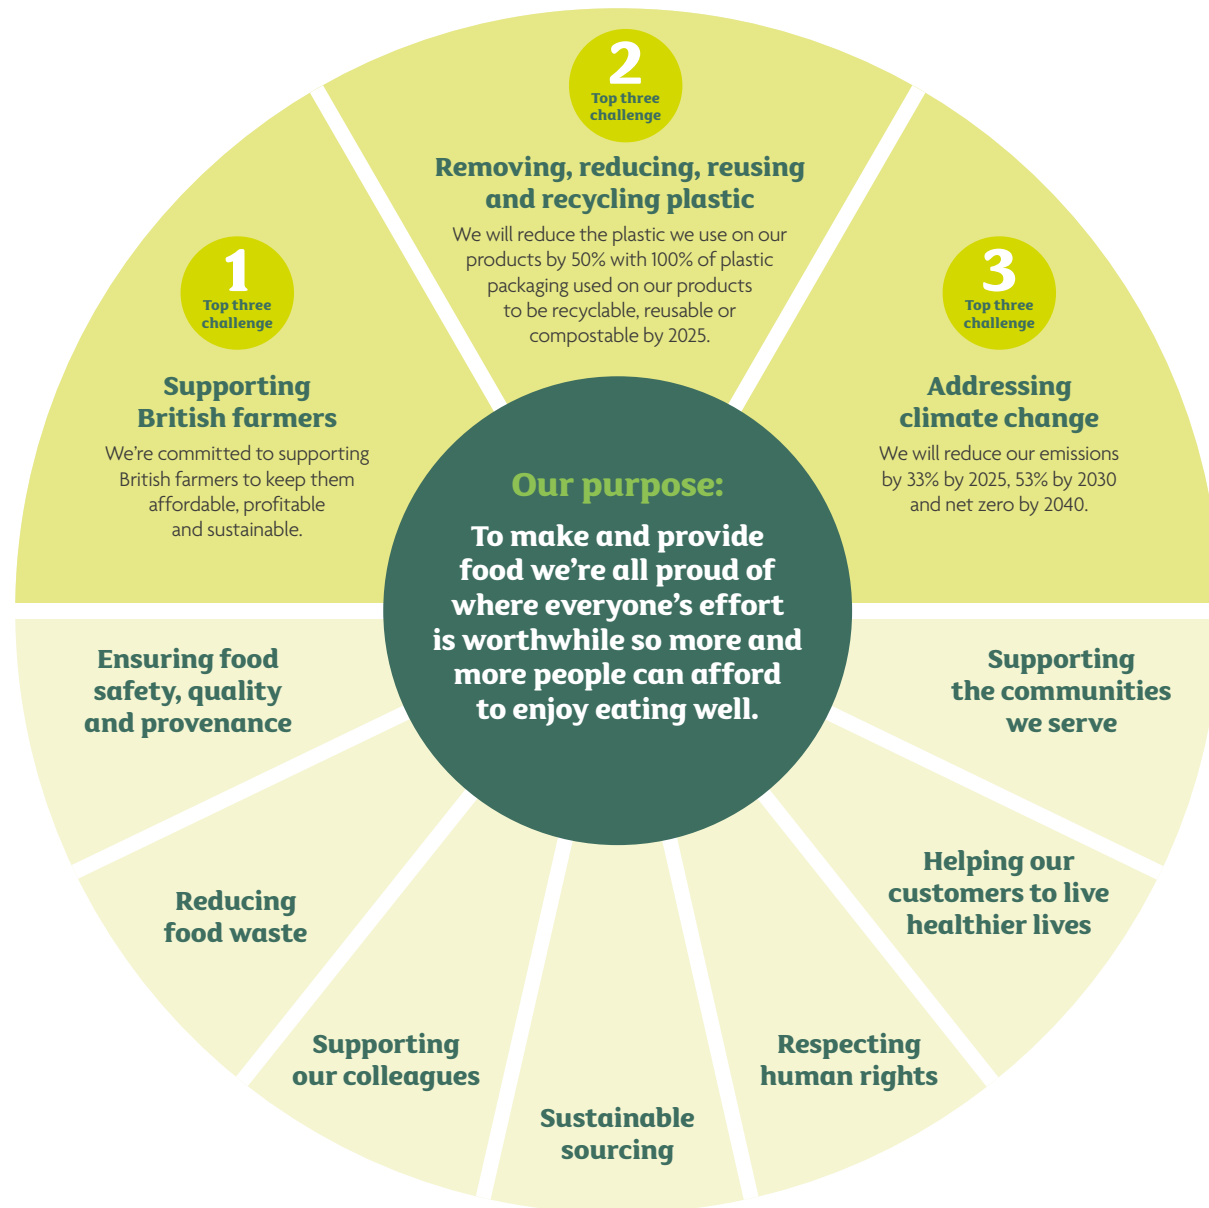 1
Top three
challenge
Supporting
British farmers
We’re committed to supporting
British farmers to keep them
affordable, profitable
and sustainable.
2
Top three
challenge
Removing, reducing, reusing
and recycling plastic
We will reduce the plastic we use on our
products by 50% with 100% of plastic
packaging used on our products
to be recyclable, reusable or
compostable by 2025.
3
Top three
challenge
Addressing
climate change
We will reduce our emissions
by 33% by 2025, 53% by 2030
and net zero by 2040.
Our purpose:
To make and provide
food we’re all proud of
where everyone’s effort
is worthwhile so more and
more people can afford
to enjoy eating well.
Ensuring food
safety, quality
and provenance
Reducing
food waste
Supporting
our colleagues
Sustainable
sourcing
Respecting
human rights
Helping our
customers to live
healthier lives
Supporting
the communities
we serve